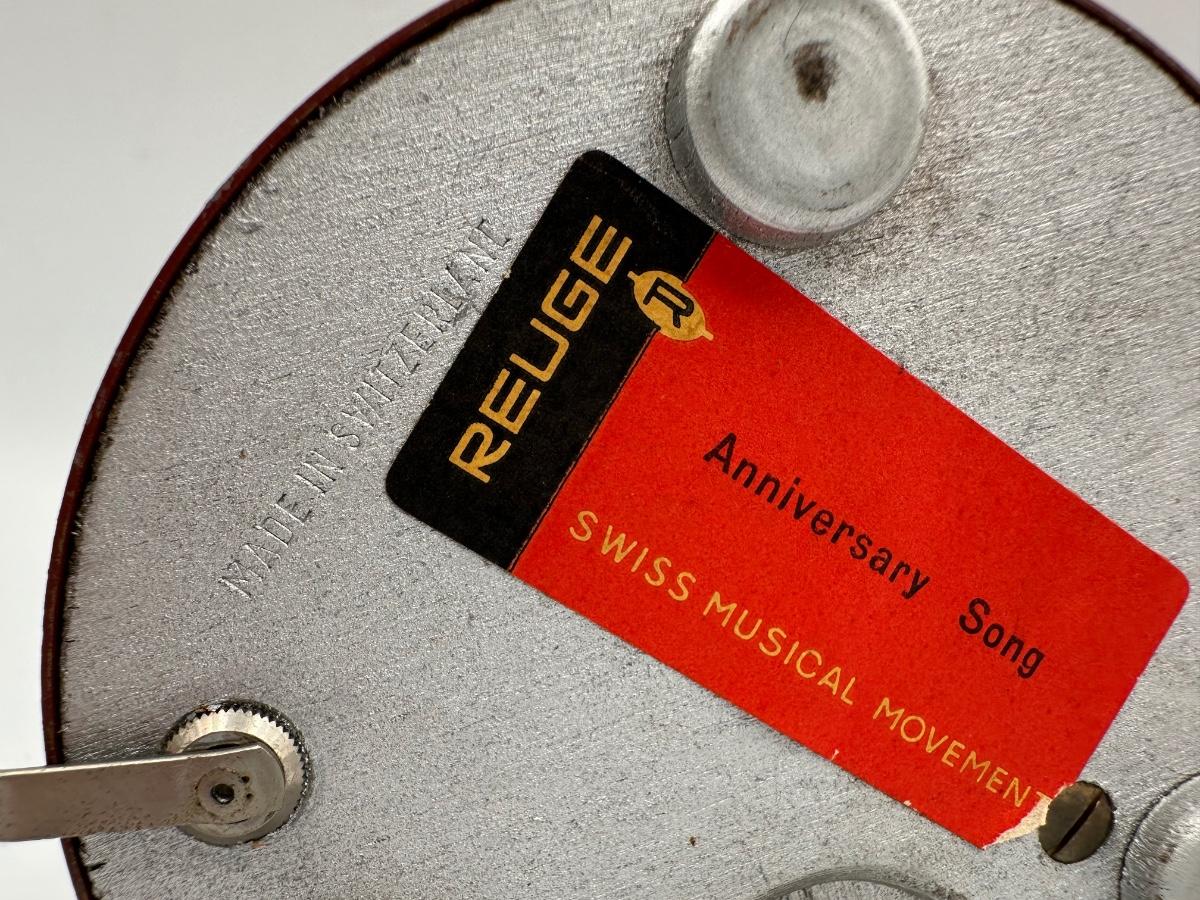 MADE IN SWITZERLAND
REUGE
R
Anniversary Song
SWISS MUSICAL MOVEMENT